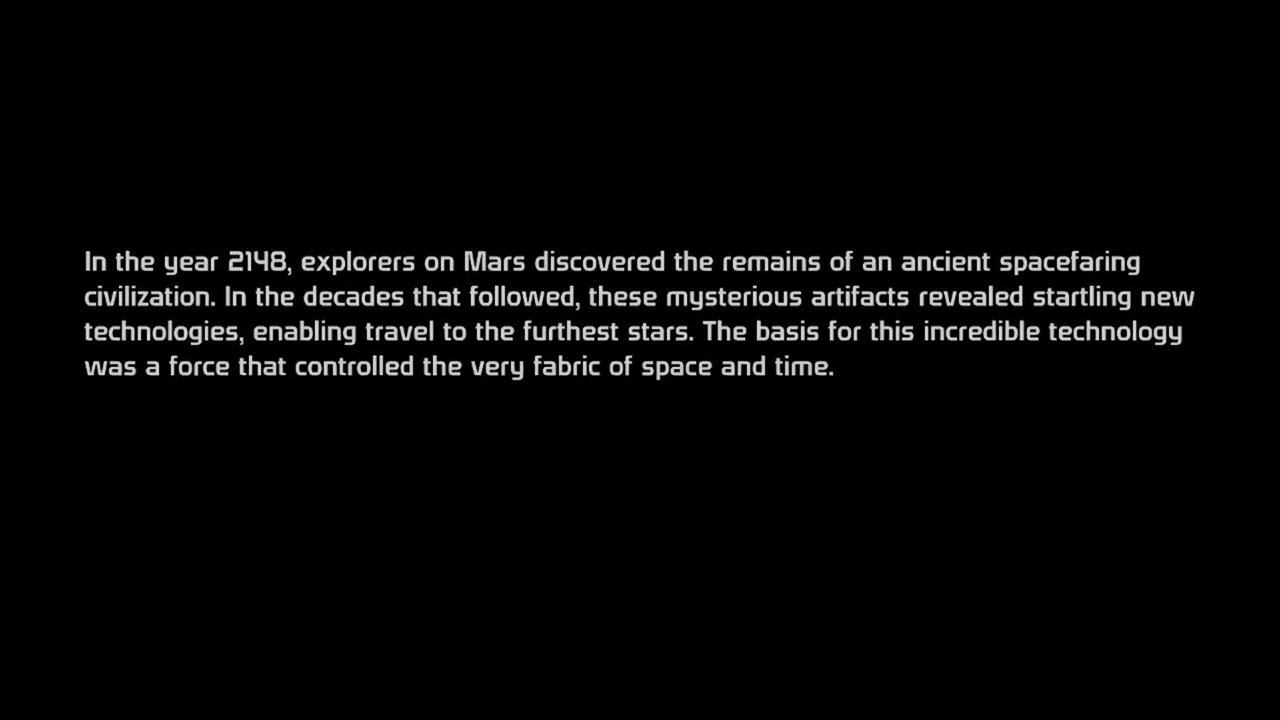 In the year 2148, explorers on Mars discovered the remains of an ancient spacefaring
civilization. In the decades that followed, these mysterious artifacts revealed startling new
technologies, enabling travel to the furthest stars. The basis for this incredible technology
was a force that controlled the very fabric of space and time.